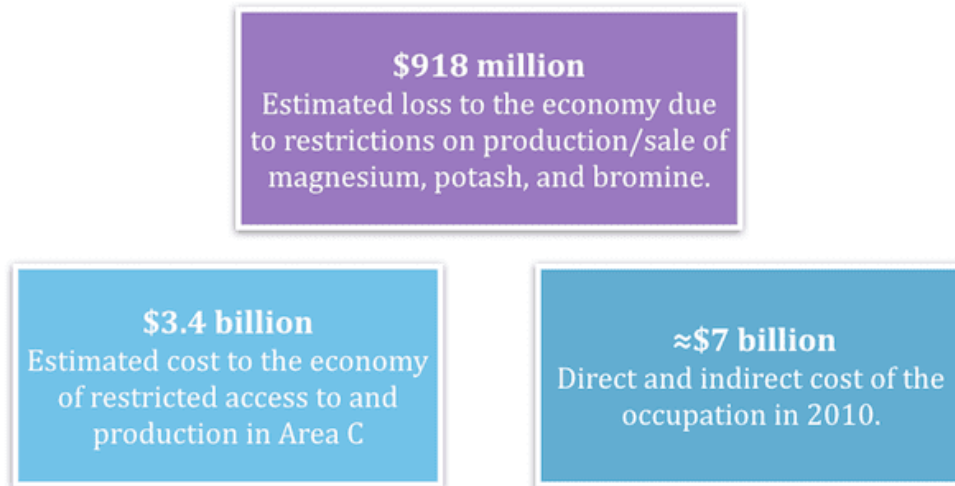 $918 million
Estimated loss to the economy due
to restrictions on production/sale of
magnesium, potash, and bromine.
$3.4 billion
Estimated cost to the economy
of restricted access to and
production in Area C
≈$7 billion
Direct and indirect cost of the
occupation in 2010.